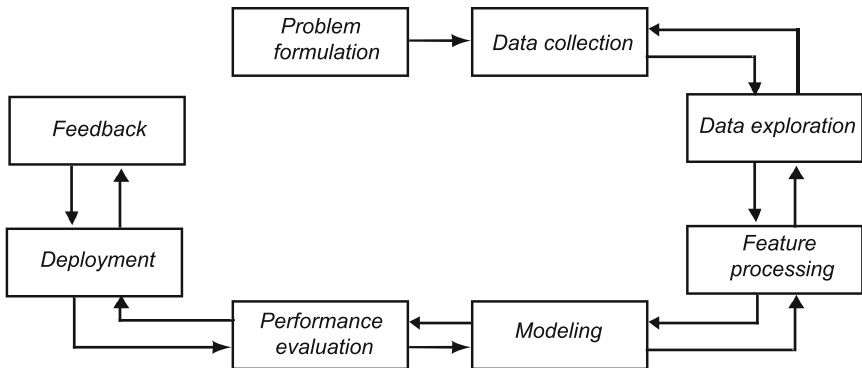 Problem
formulation
Data collection
Data exploration
Feature
processing
Modeling
Performance
evaluation
Deployment
Feedback